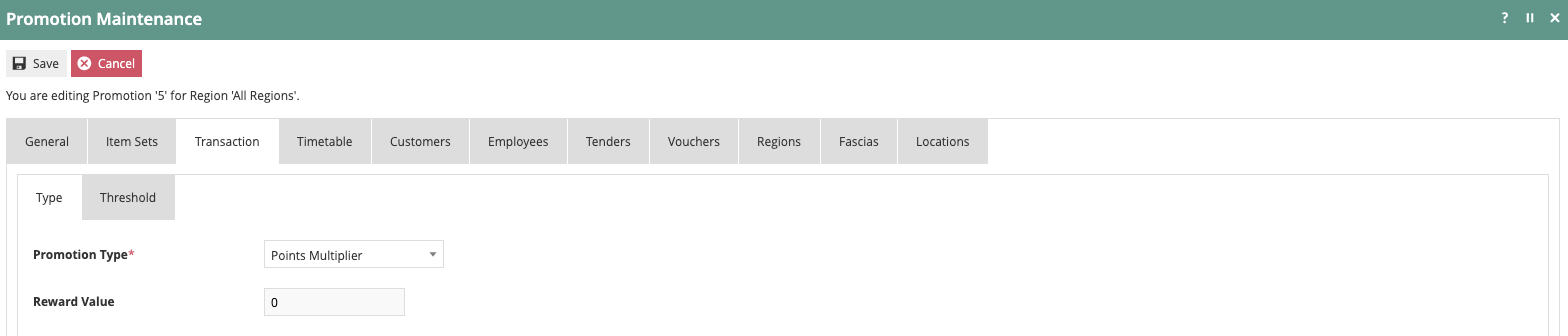 Promotion Maintenance ?
Save Cancel
You are editing Promotion '5' for Region 'All Regions'.
General Item Sets Transaction Timetable Customers Employees Tenders Vouchers Regions Fascias Locations
Type Threshold
Promotion Type* Points Multiplier
Reward Value 0